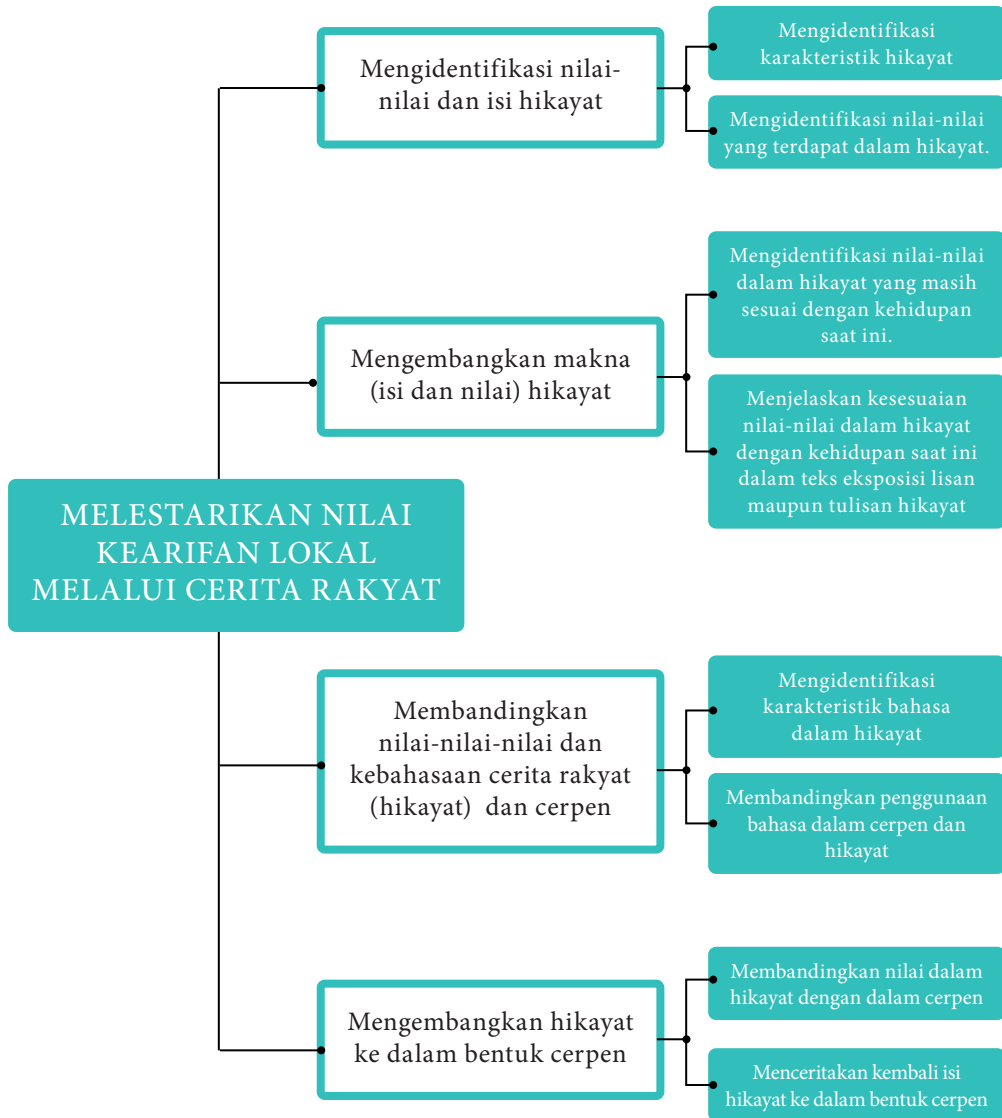 MELESTARIKAN NILAI
KEARIFAN LOKAL
MELALUI CERITA RAKYAT
Mengidentifikasi nilai-
nilai dan isi hikayat
Mengidentifikasi
karakteristik hikayat
Mengidentifikasi nilai-nilai
yang terdapat dalam hikayat.
Mengembangkan makna
(isi dan nilai) hikayat
Mengidentifikasi nilai-nilai
dalam hikayat yang masih
sesuai dengan kehidupan
saat ini.
Menjelaskan kesesuaian
nilai-nilai dalam hikayat
dengan kehidupan saat ini
dalam teks eksposisi lisan
maupun tulisan hikayat
Membandingkan
nilai-nilai-nilai dan
kebahasaan cerita rakyat
(hikayat) dan cerpen
Mengidentifikasi
karakteristik bahasa
dalam hikayat
Membandingkan penggunaan
bahasa dalam cerpen dan
hikayat
Mengembangkan hikayat
ke dalam bentuk cerpen
Membandingkan nilai dalam
hikayat dengan dalam cerpen
Menceritakan kembali isi
hikayat ke dalam bentuk cerpen